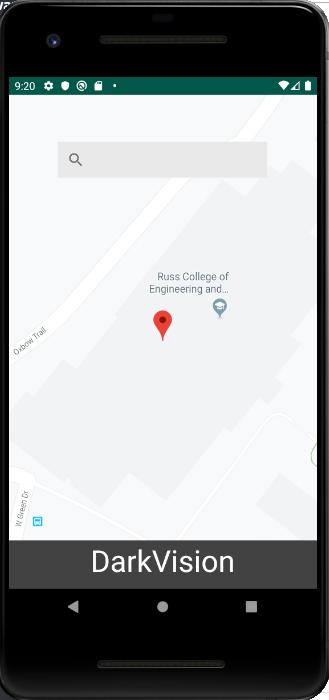 9:20
Russ College of
Engineering and...
Oxbow Trail
W Green Dr
DarkVision